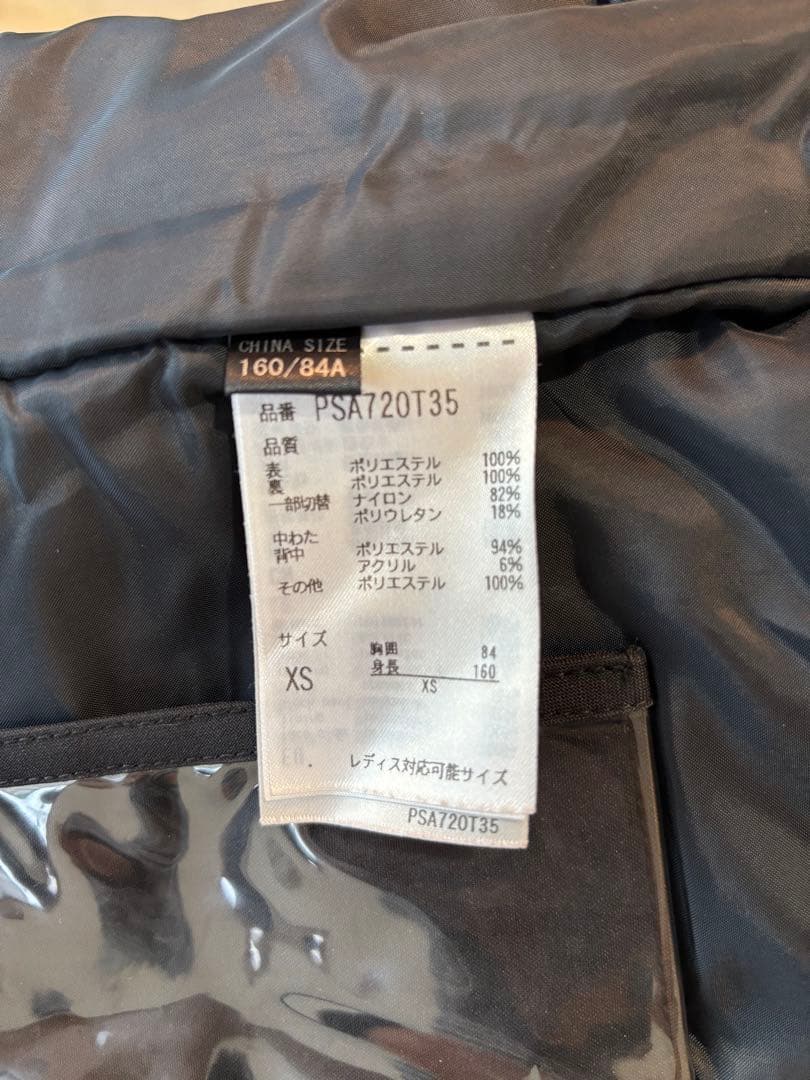 CHINA SIZE
160/84A
品番 PSA720T35
品質
表 ポリエステル 100%
裏 ポリエステル 100%
一部切替 ナイロン 82%
ポリウレタン 18%
中わた
背中 ポリエステル 94%
アクリル 6%
その他 ポリエステル 100%
サイズ 胸囲 84
身長 160
XS XS
レディス対応可能サイズ
PSA720T35